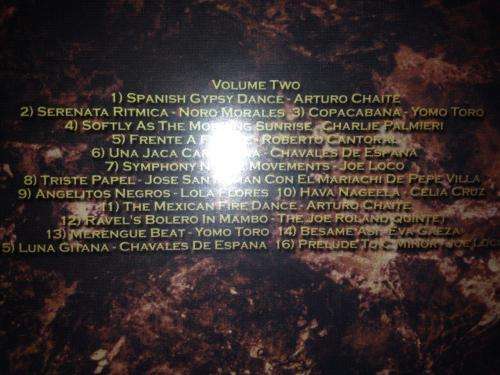 Volume Two
1) Spanish Gypsy Dance - Arturo Chaite
2) Serenata Ritmica - Noro Morales 3) Copacabana - Yomo Toro
4) Softly As The Morning Sunrise - Charlie Palmieri
5) Frente A - Roberto Cantoral
6) Una Jaca - Chavales De Espana
7) Symphony Movements - Joe Loco
8) Triste Papel - Jose San Con El Mariachi De Pepe Villa
9) Angelitos Negros - Lola Flores 10) Hava Nageela - Celia Cruz
11) The Mexican Fire Dance - Arturo Chaite
12) Ravel's Bolero In Mambo - The Joe Roland Quintet
13) Merengue Beat - Yomo Toro 14) Besame Asi - Eva Gaeza
5) Luna Gitana - Chavales De Espana 16) Prelude To C Minor - Joe Loc